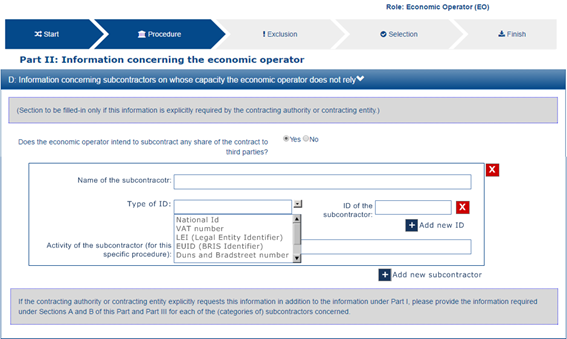 Role: Economic Operator (EO)
Start
Procedure
Exclusion
Selection
Finish
Part II: Information concerning the economic operator
D: Information concerning subcontractors on whose capacity the economic operator does not rely
(Section to be filled-in only if this information is explicitly required by the contracting authority or contracting entity.)
Does the economic operator intend to subcontract any share of the contract to
third parties?
Yes No
X
Name of the subcontracotr:
Type of ID:
ID of the
subcontractor:
X
National Id
VAT number
LEI (Legal Entity Identifier)
EUID (BRIS Identifier)
Duns and Bradstreet number
+ Add new ID
Activity of the subcontractor (for this
specific procedure):
+ Add new subcontractor
If the contracting authority or contracting entity explicitly requests this information in addition to the information under Part I, please provide the information required
under Sections A and B of this Part and Part III for each of the (categories of) subcontractors concerned.